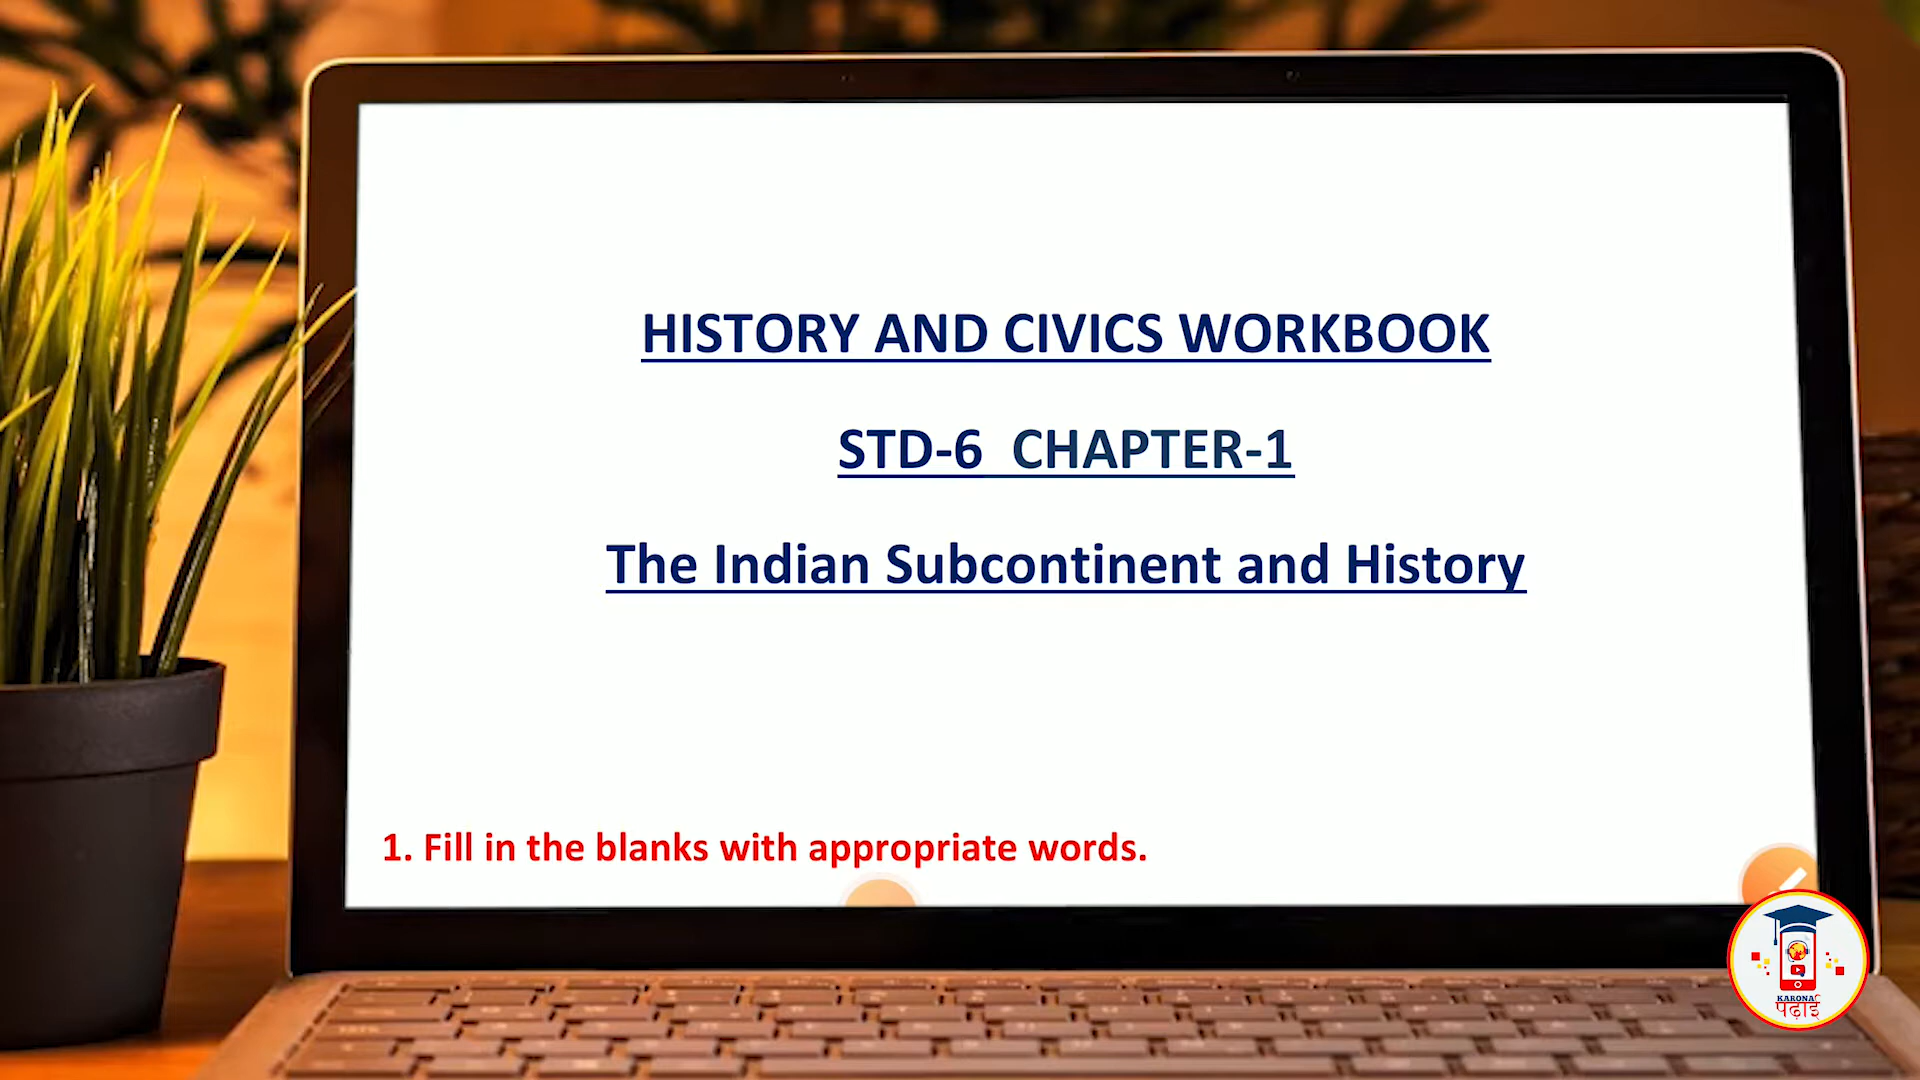 HISTORY AND CIVICS WORKBOOK
STD-6 CHAPTER-1
The Indian Subcontinent and History
1. Fill in the blanks with appropriate words.
KARONA
पढ़ाई